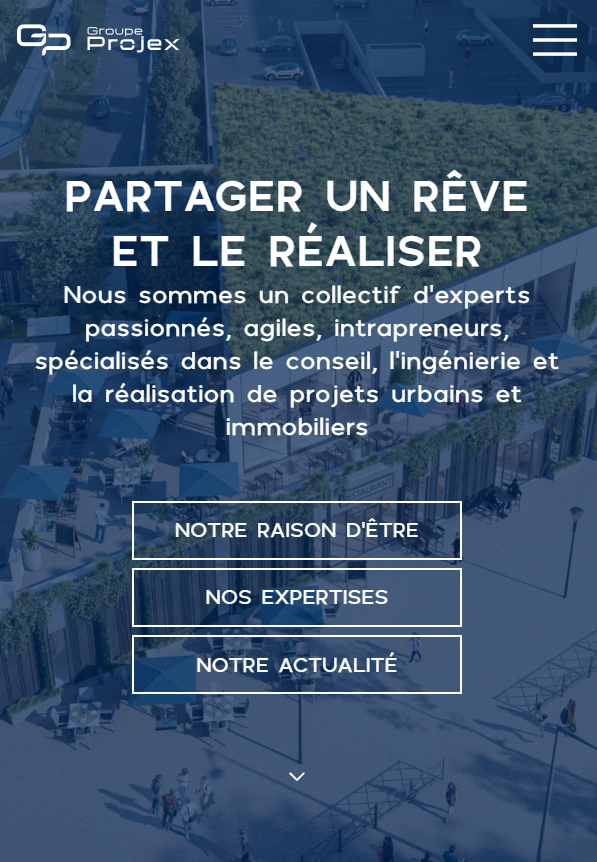 GP Groupe
Projex
PARTAGER UN RÊVE
ET LE RÉALISER
Nous sommes un collectif d'experts
passionnés, agiles, intrapreneurs,
spécialisés dans le conseil, l'ingénierie et
la réalisation de projets urbains et
immobiliers
RESTAURANT
NOTRE RAISON D'ÊTRE
NOS EXPERTISES
NOTRE ACTUALITÉ